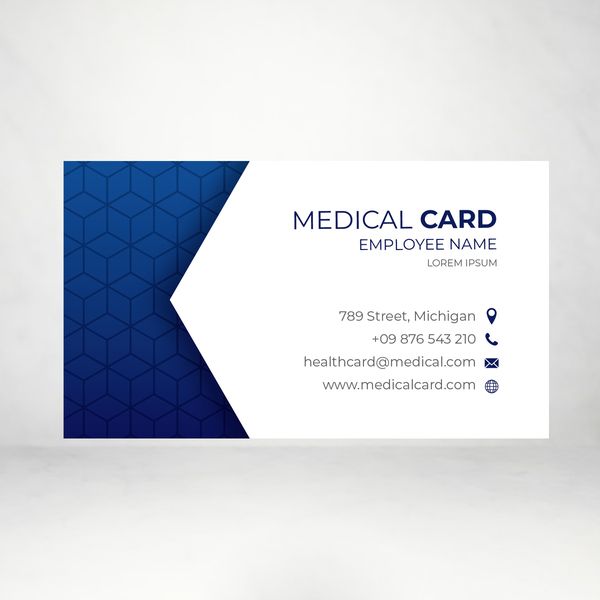 MEDICAL CARD
EMPLOYEE NAME
LOREM IPSUM
789 Street, Michigan
+09 876 543 210
healthcard@medical.com
www.medicalcard.com